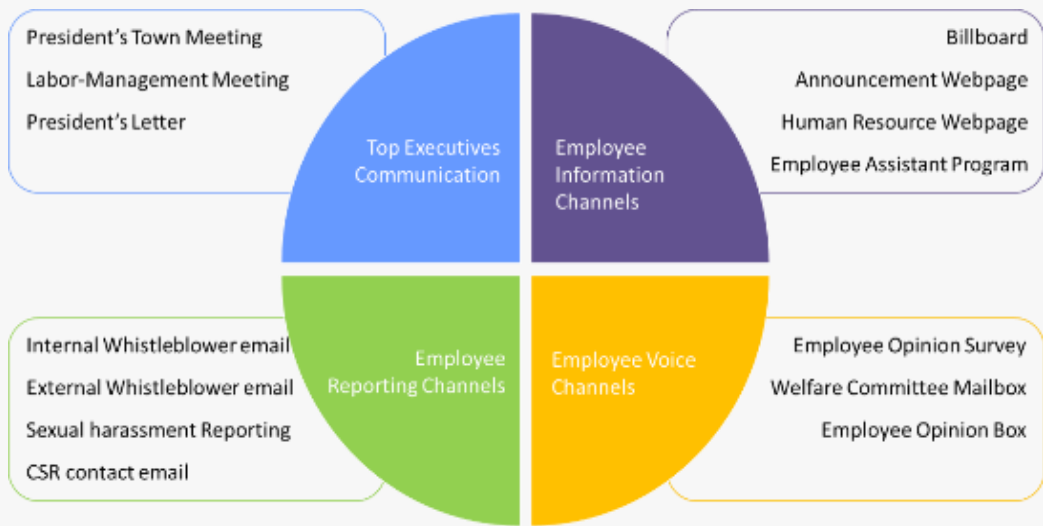 President's Town Meeting
Labor-Management Meeting
President's Letter
Top Executives
Communication
Employee
Information
Channels
Billboard
Announcement Webpage
Human Resource Webpage
Employee Assistant Program
Internal Whistleblower email
External Whistleblower email
Sexual harassment Reporting
CSR contact email
Employee
Reporting Channels
Employee Voice
Channels
Employee Opinion Survey
Welfare Committee Mailbox
Employee Opinion Box